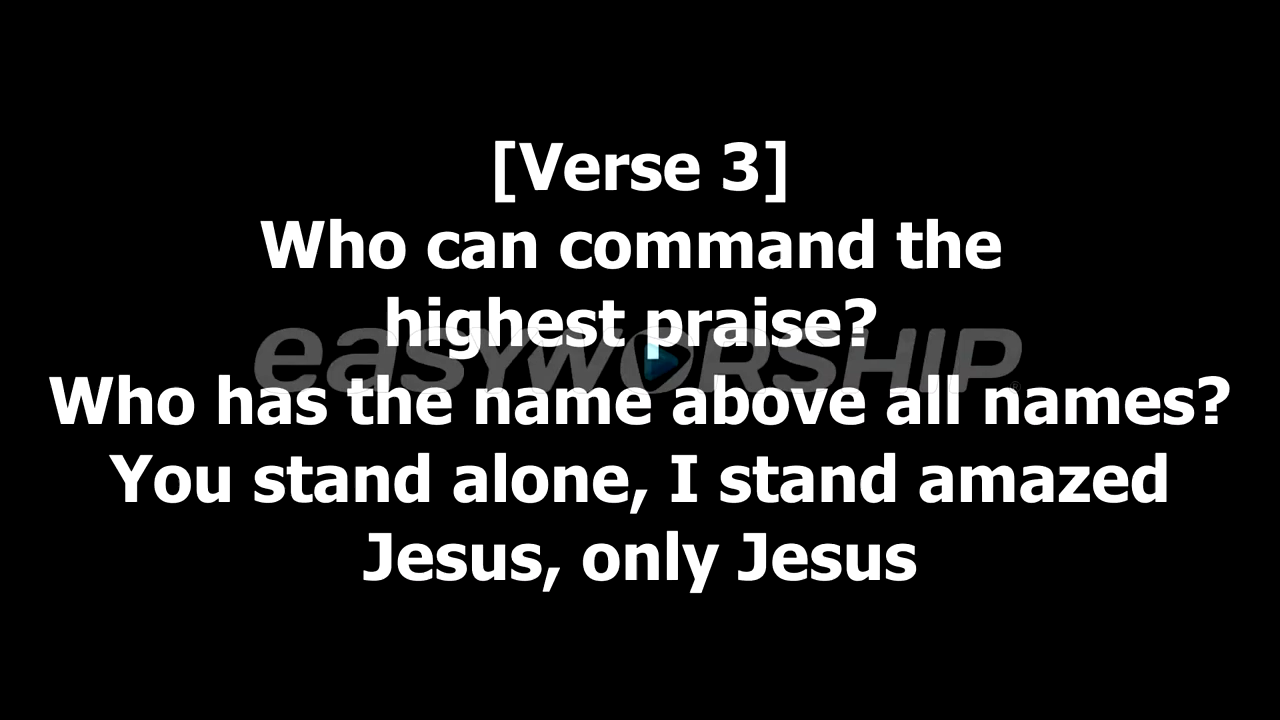 [Verse 3]
Who can command the
highest praise?
easyWORSHIP®
Who has the name above all names?
You stand alone, I stand amazed
Jesus, only Jesus